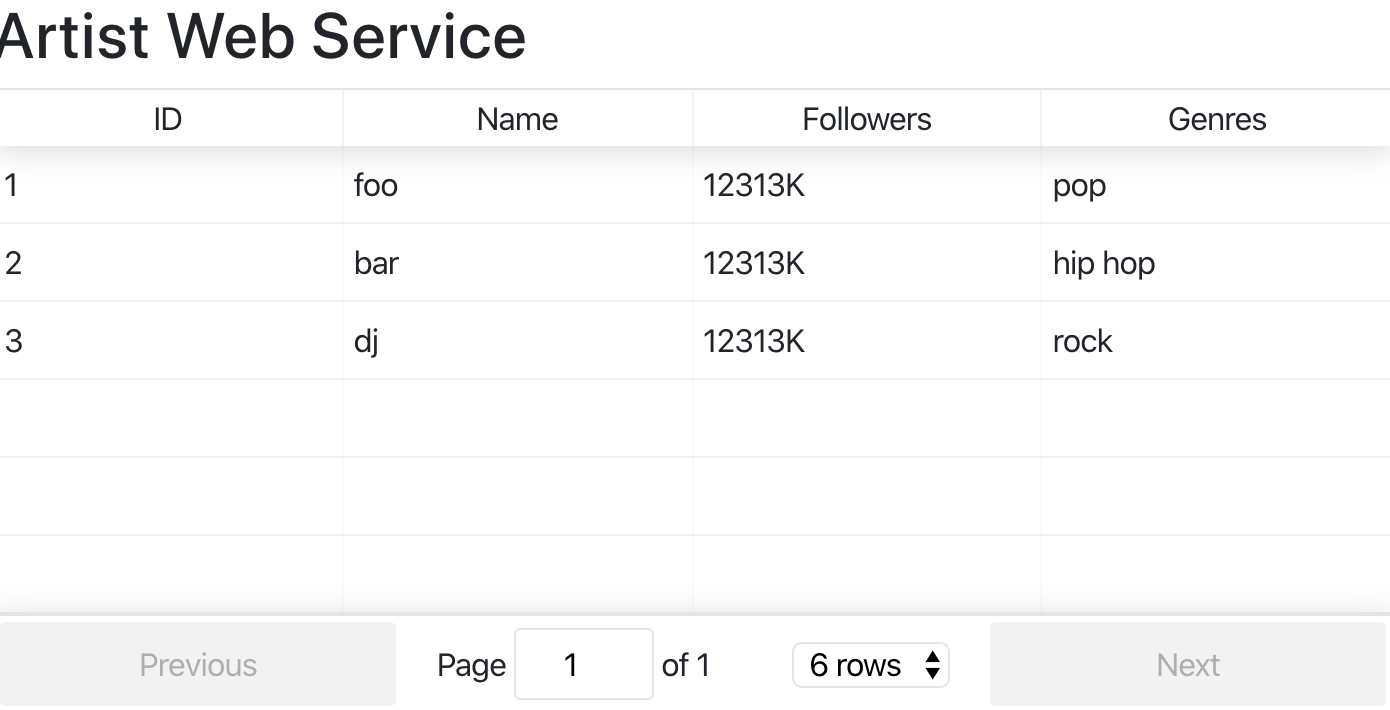 Artist Web Service
ID Name Followers Genres
1 foo 12313K pop
2 bar 12313K hip hop
3 dj 12313K rock
Previous Page 1 of 1 6 rows Next